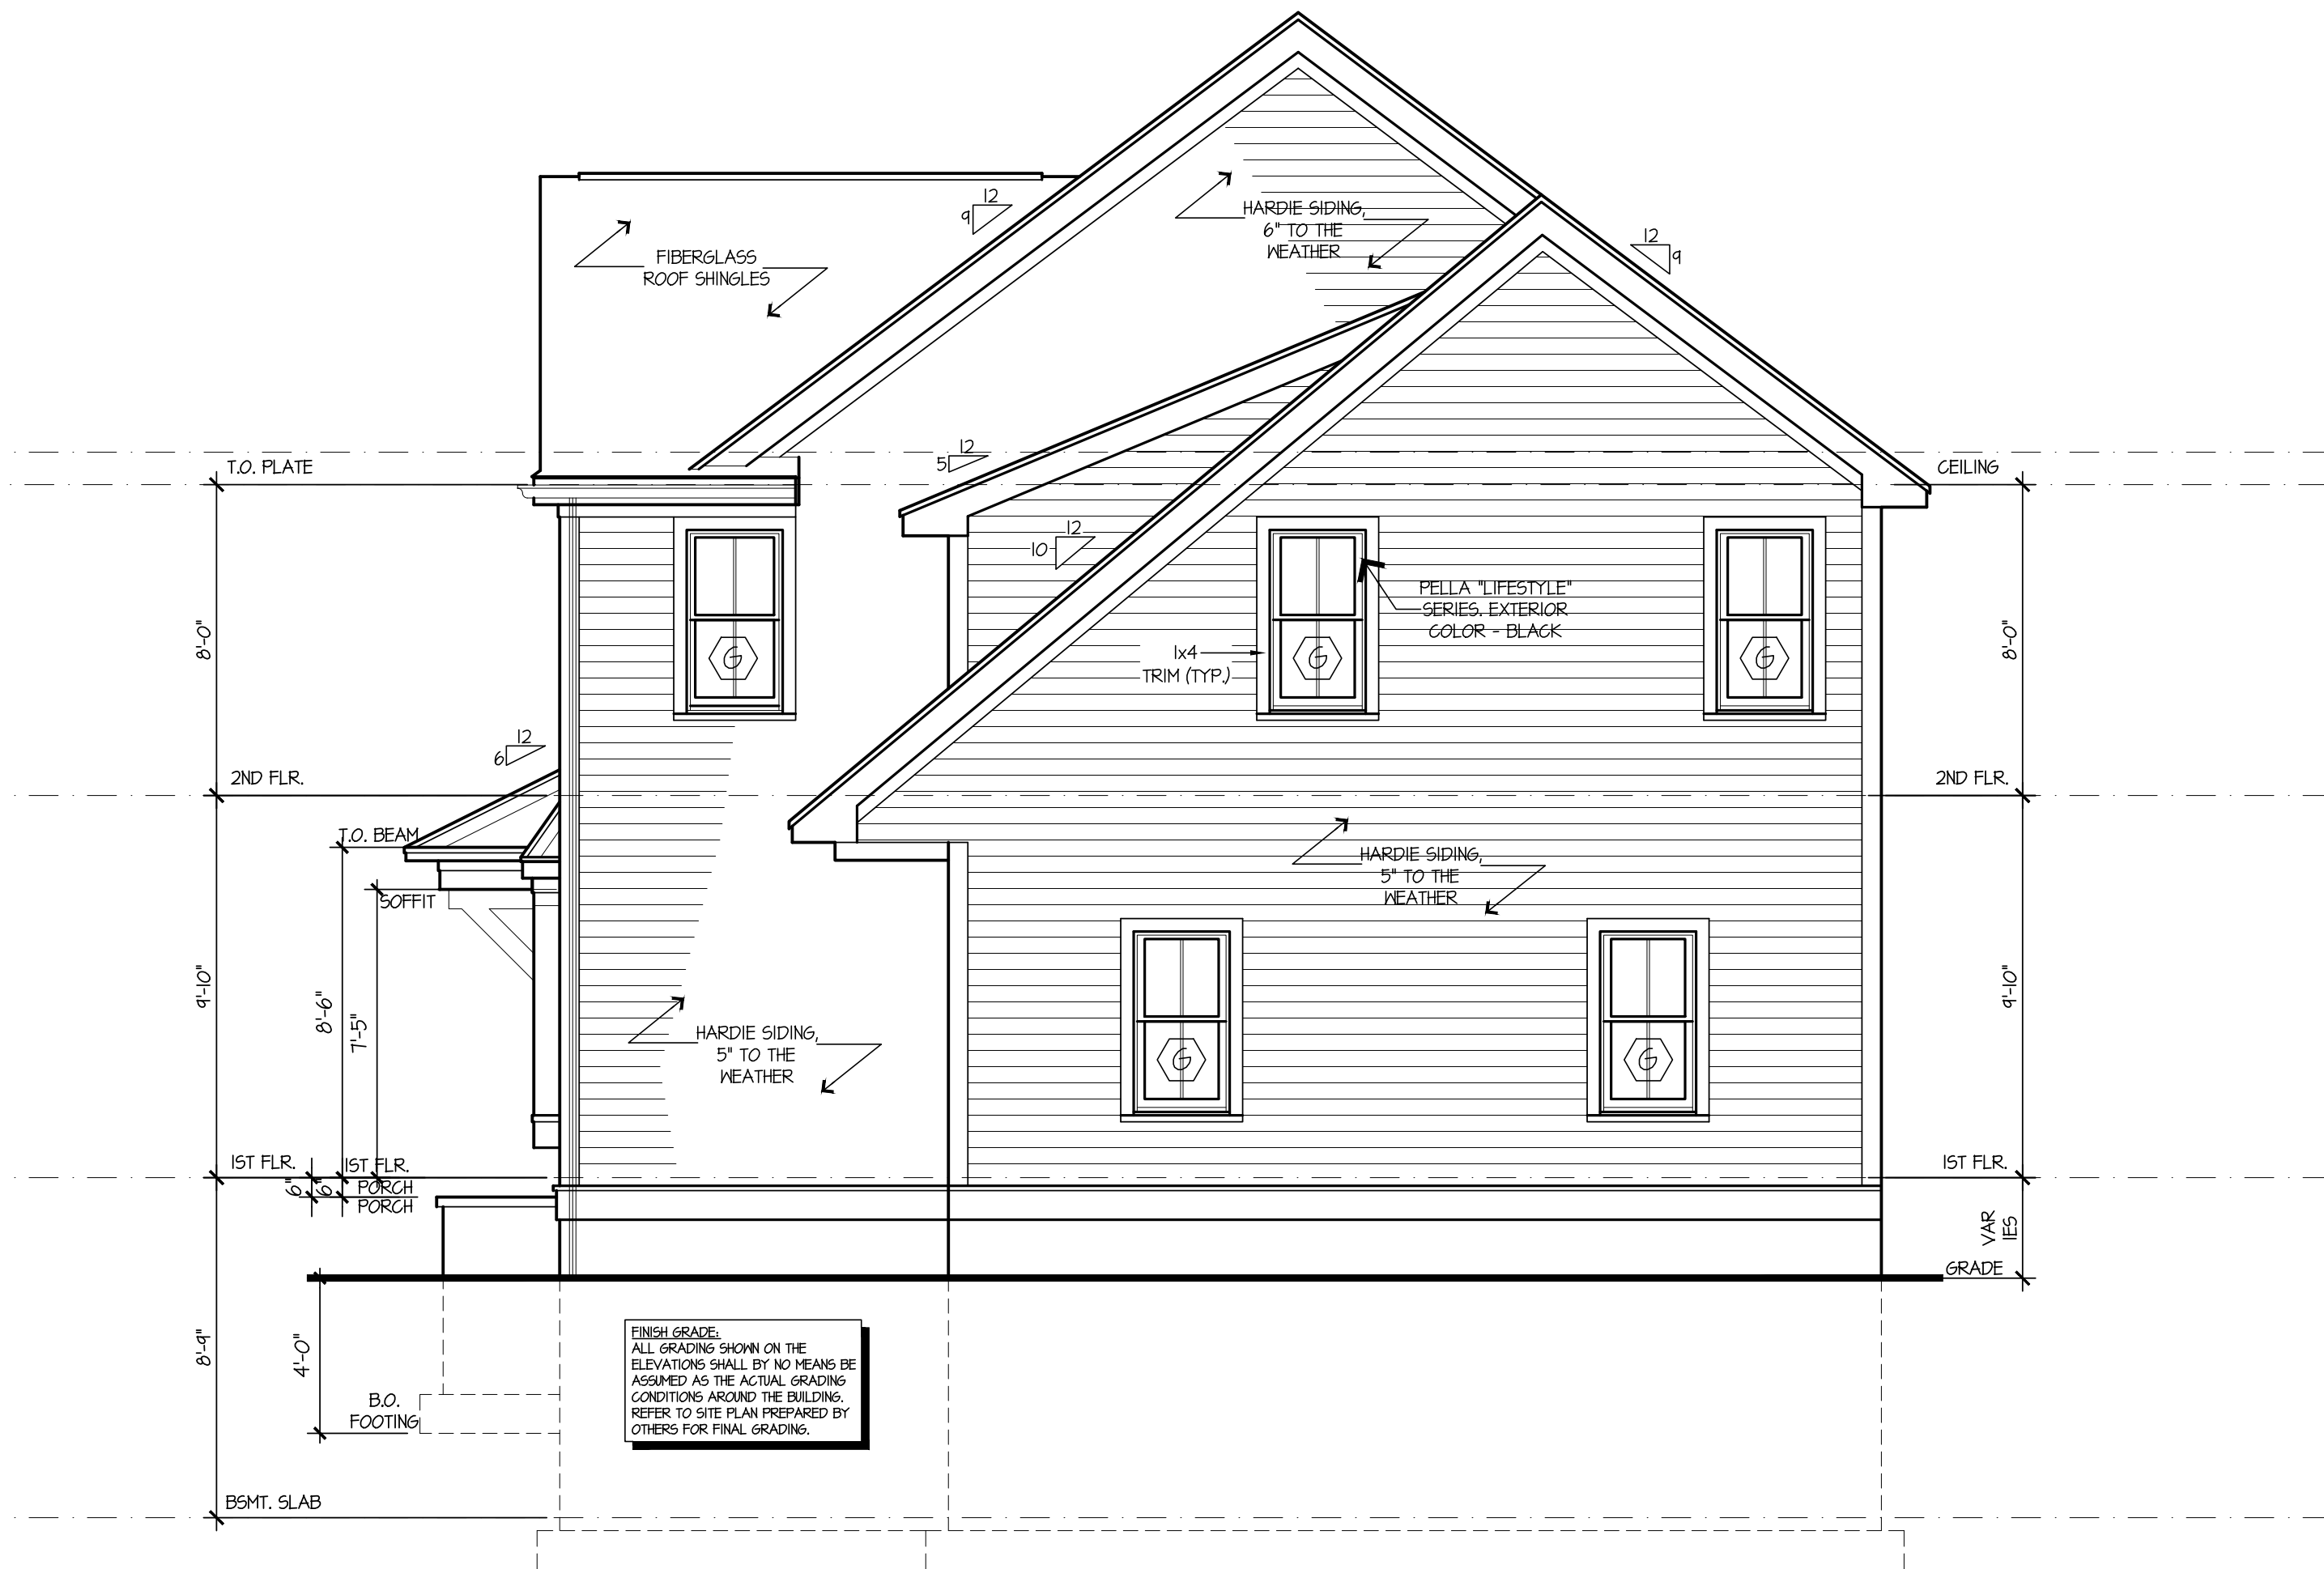 12
9
HARDIE SIDING,
6" TO THE
WEATHER
12
9
FIBERGLASS
ROOF SHINGLES
12
5
T.O. PLATE
CEILING
12
10
PELLA "LIFESTYLE"
SERIES. EXTERIOR
COLOR - BLACK
8'-0"
8'-0"
G
G
G
1x4
TRIM (TYP.)
12
6
2ND FLR.
2ND FLR.
T.O. BEAM
HARDIE SIDING,
5" TO THE
WEATHER
SOFFIT
9'-10"
8'-6"
7'-5"
9'-10"
HARDIE SIDING,
5" TO THE
WEATHER
G
G
1ST FLR.
1ST FLR.
1ST FLR.
6"
6"
PORCH
PORCH
VAR
IES
GRADE
8'-9"
4'-0"
FINISH GRADE:
ALL GRADING SHOWN ON THE
ELEVATIONS SHALL BY NO MEANS BE
ASSUMED AS THE ACTUAL GRADING
CONDITIONS AROUND THE BUILDING.
REFER TO SITE PLAN PREPARED BY
OTHERS FOR FINAL GRADING.
B.O.
FOOTING
BSMT. SLAB